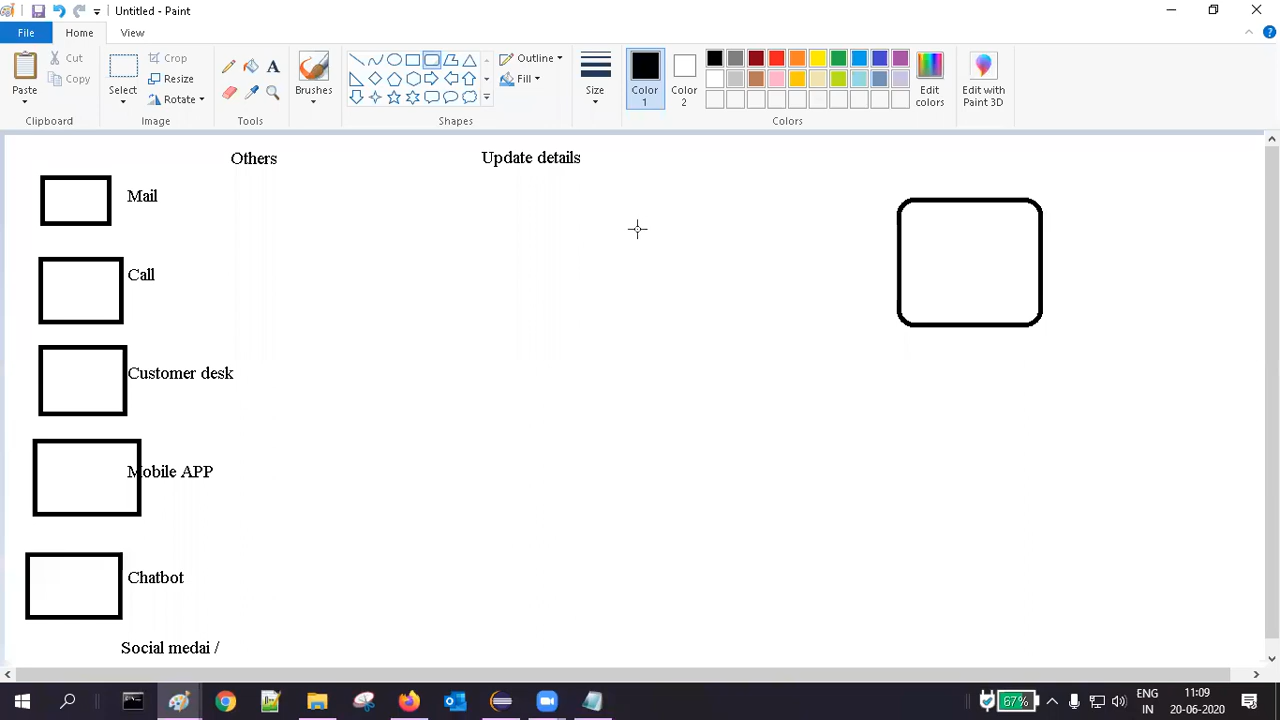 Untitled - Paint
File Home View
Paste
Cut
Copy
Clipboard
Select
Crop
Resize
Rotate
Image
A
Tools
Brushes
Shapes
Outline
Fill
Size
Color 1
Color 2
Edit colors
Colors
Edit with Paint 3D
Others
Update details
Mail
Call
Customer desk
Mobile APP
Chatbot
Social medai /
67%
ENG
IN
11:09
20-06-2020